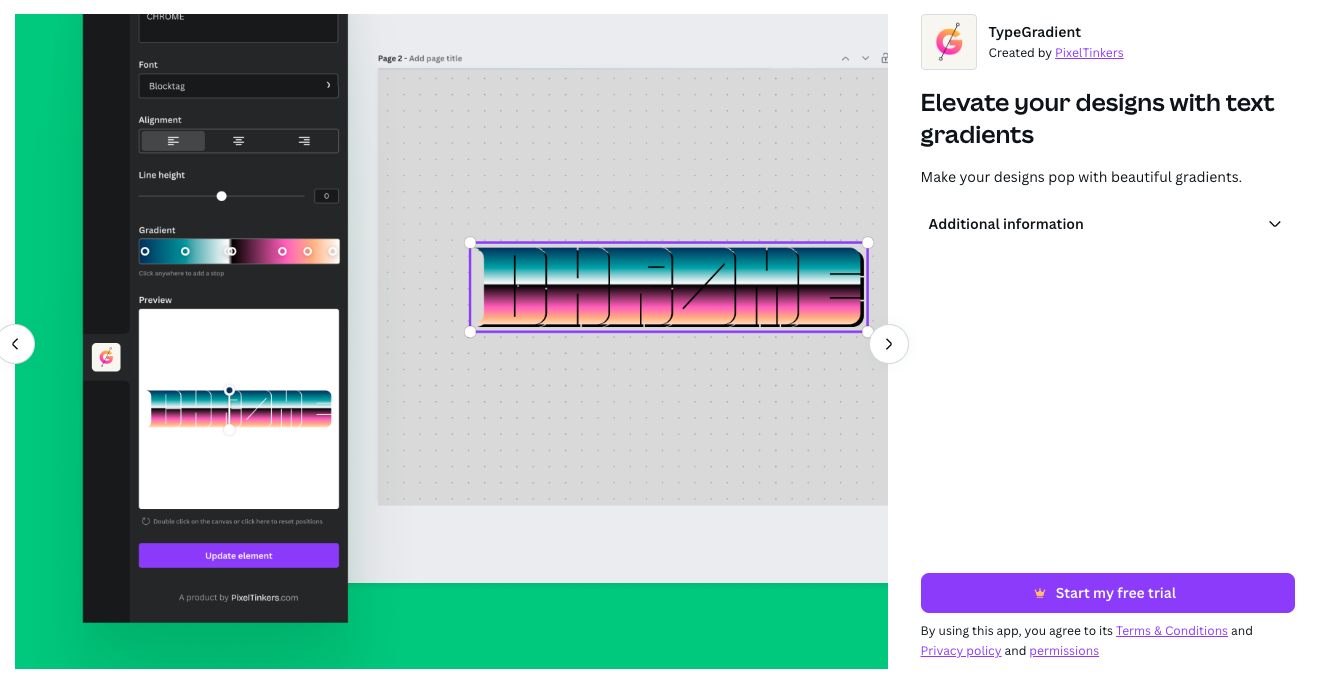 CHROME
Font
Blocktag
Alignment
Line height
0
Gradient
Click anywhere to add a stop
Preview
Double click on the canvas or click here to reset positions
Update element
A product by PixelTinkers.com
Page 2 - Add page title
CHROME
TypeGradient
Created by PixelTinkers
Elevate your designs with text
gradients
Make your designs pop with beautiful gradients.
Additional information
Start my free trial
By using this app, you agree to its Terms & Conditions and
Privacy policy and permissions